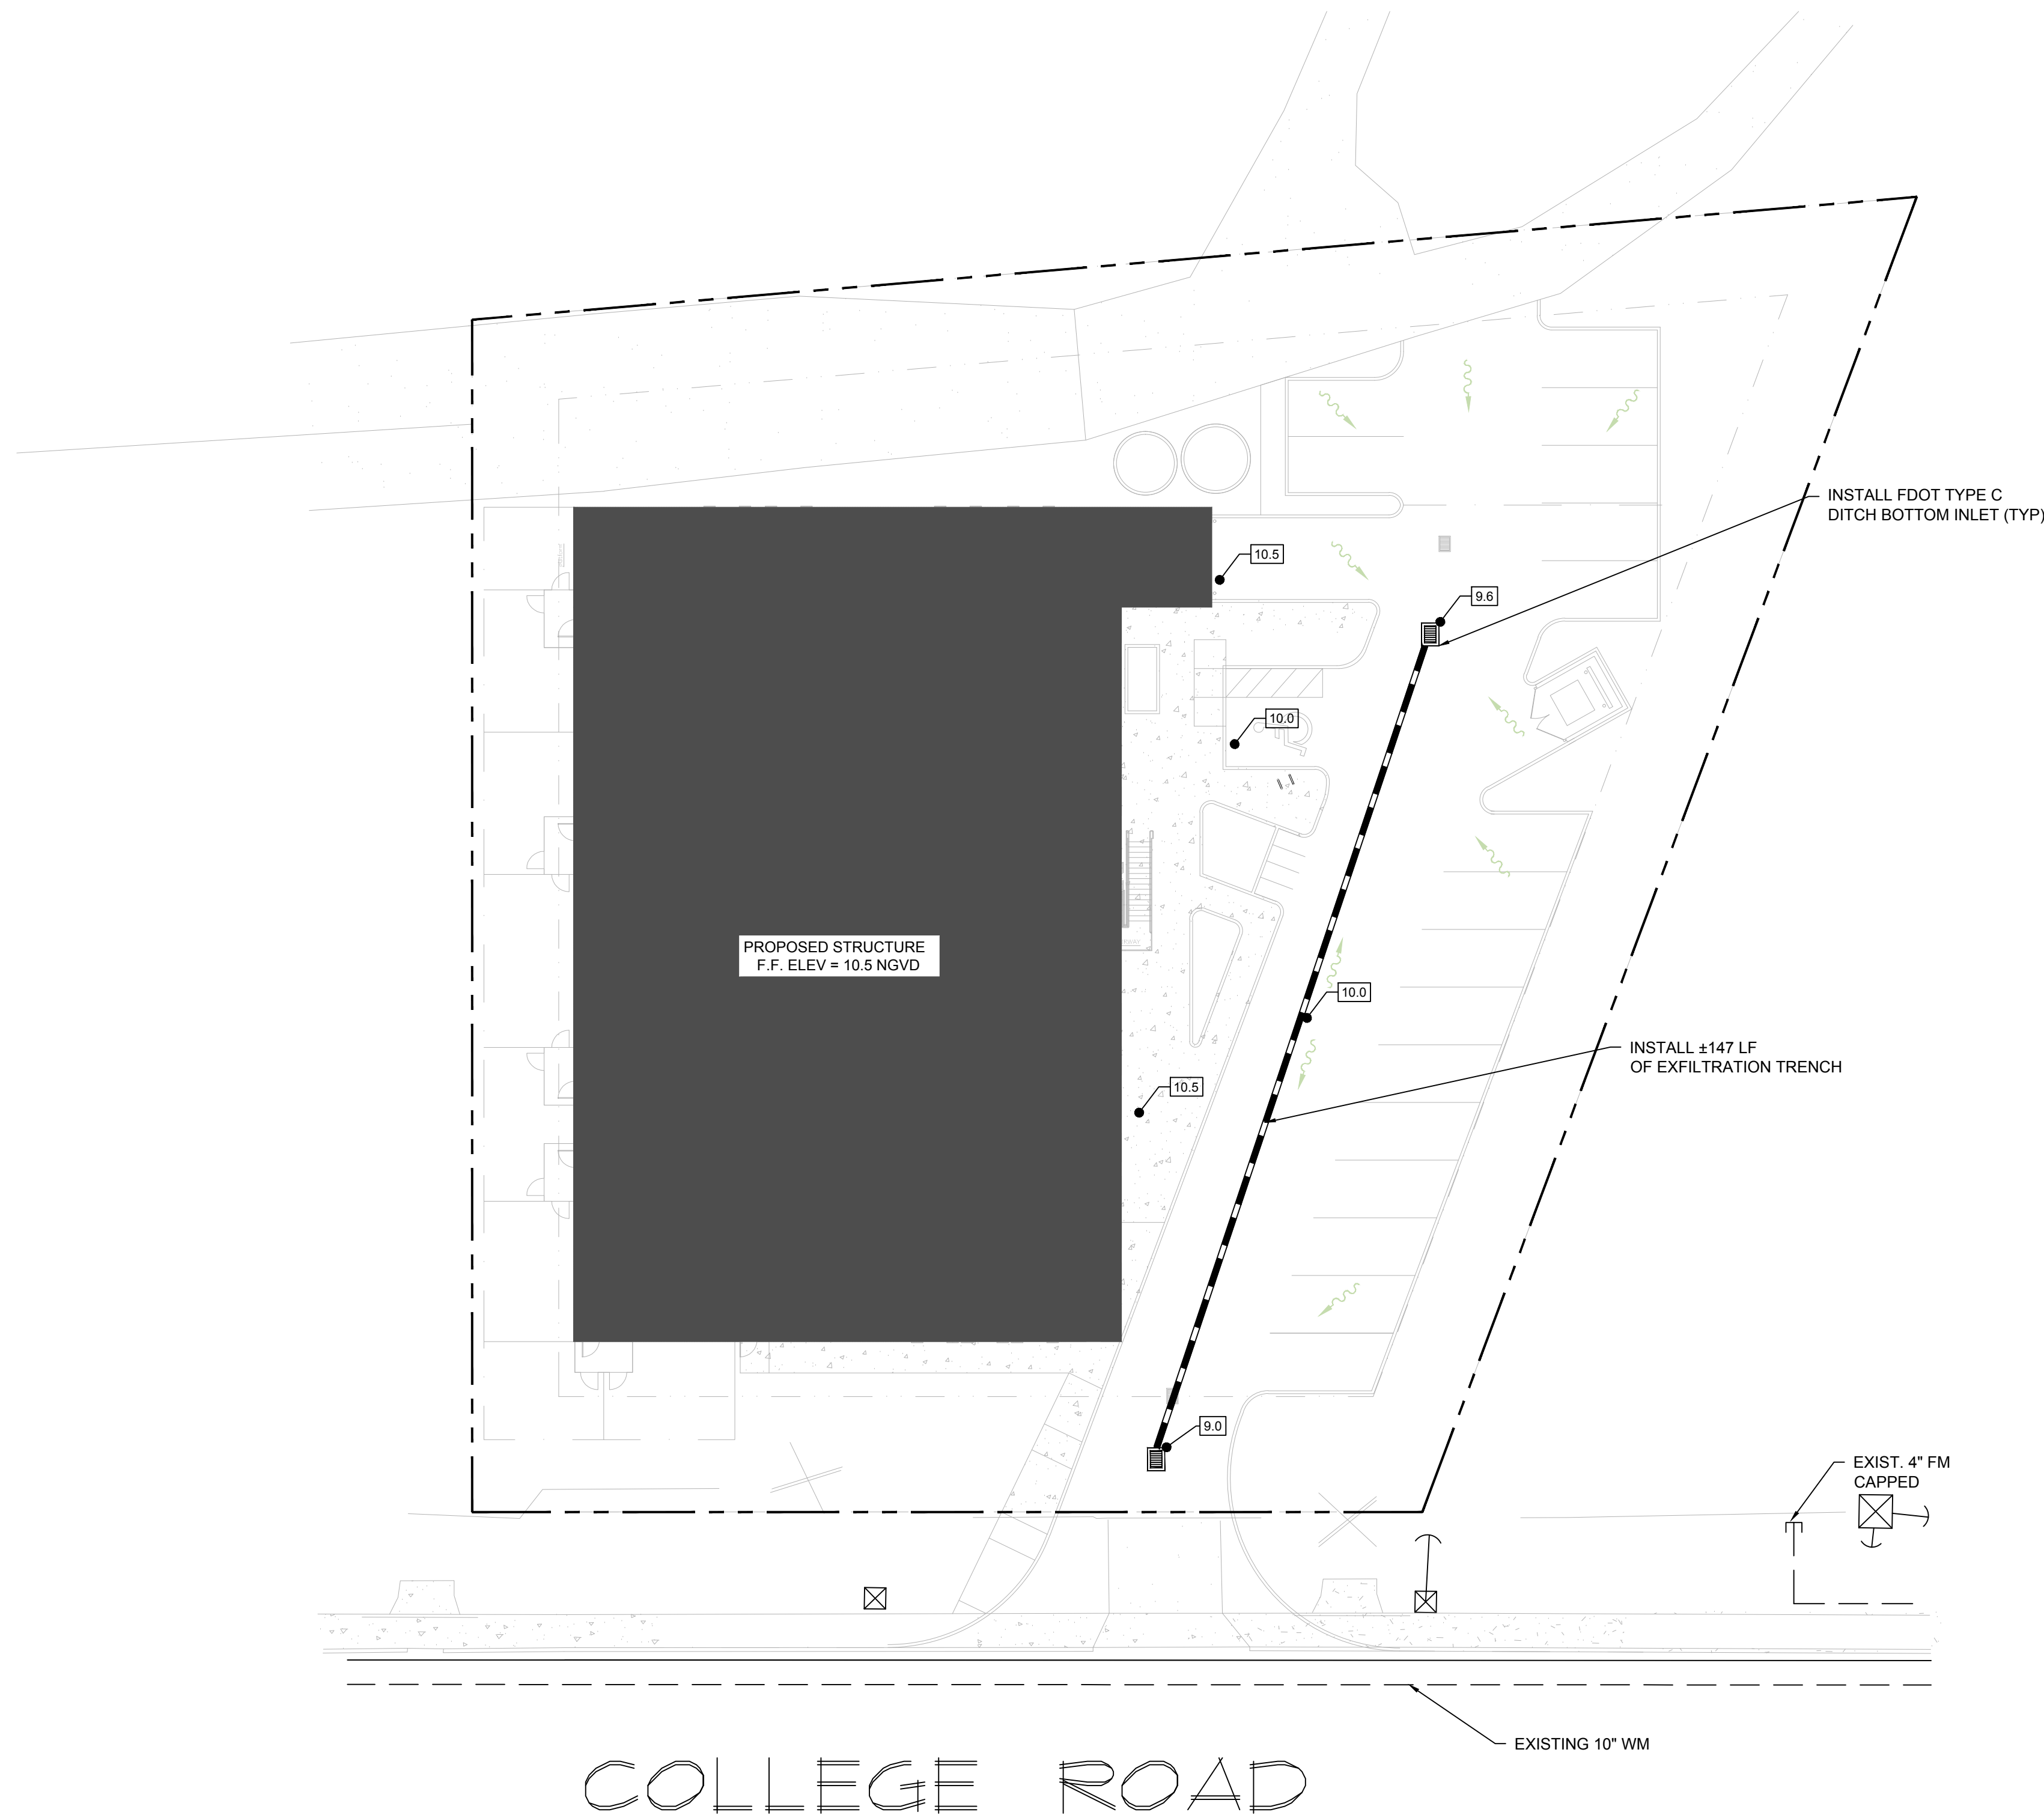 INSTALL FDOT TYPE C
DITCH BOTTOM INLET (TYP)
10.5
9.6
10.0
PROPOSED STRUCTURE
F.F. ELEV = 10.5 NGVD
10.0
INSTALL ±147 LF
OF EXFILTRATION TRENCH
10.5
9.0
EXIST. 4" FM
CAPPED
EXISTING 10" WM
COLLEGE ROAD